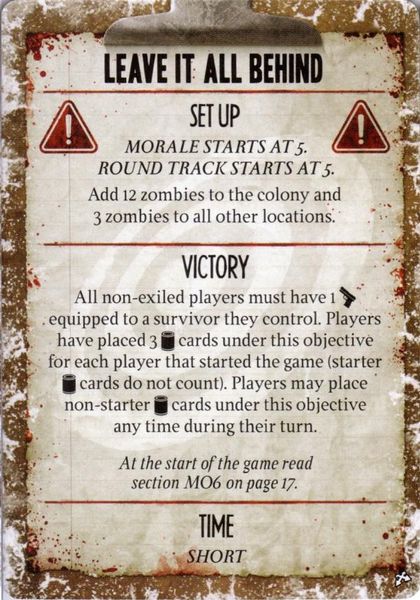 LEAVE IT ALL BEHIND
SET UP
MORALE STARTS AT 5.
ROUND TRACK STARTS AT 5.
Add 12 zombies to the colony and
3 zombies to all other locations.
VICTORY
All non-exiled players must have 1
equipped to a survivor they control. Players
have placed 3 cards under this objective
for each player that started the game (starter
cards do not count). Players may place
non-starter cards under this objective
any time during their turn.
At the start of the game read
section MO6 on page 17.
TIME
SHORT